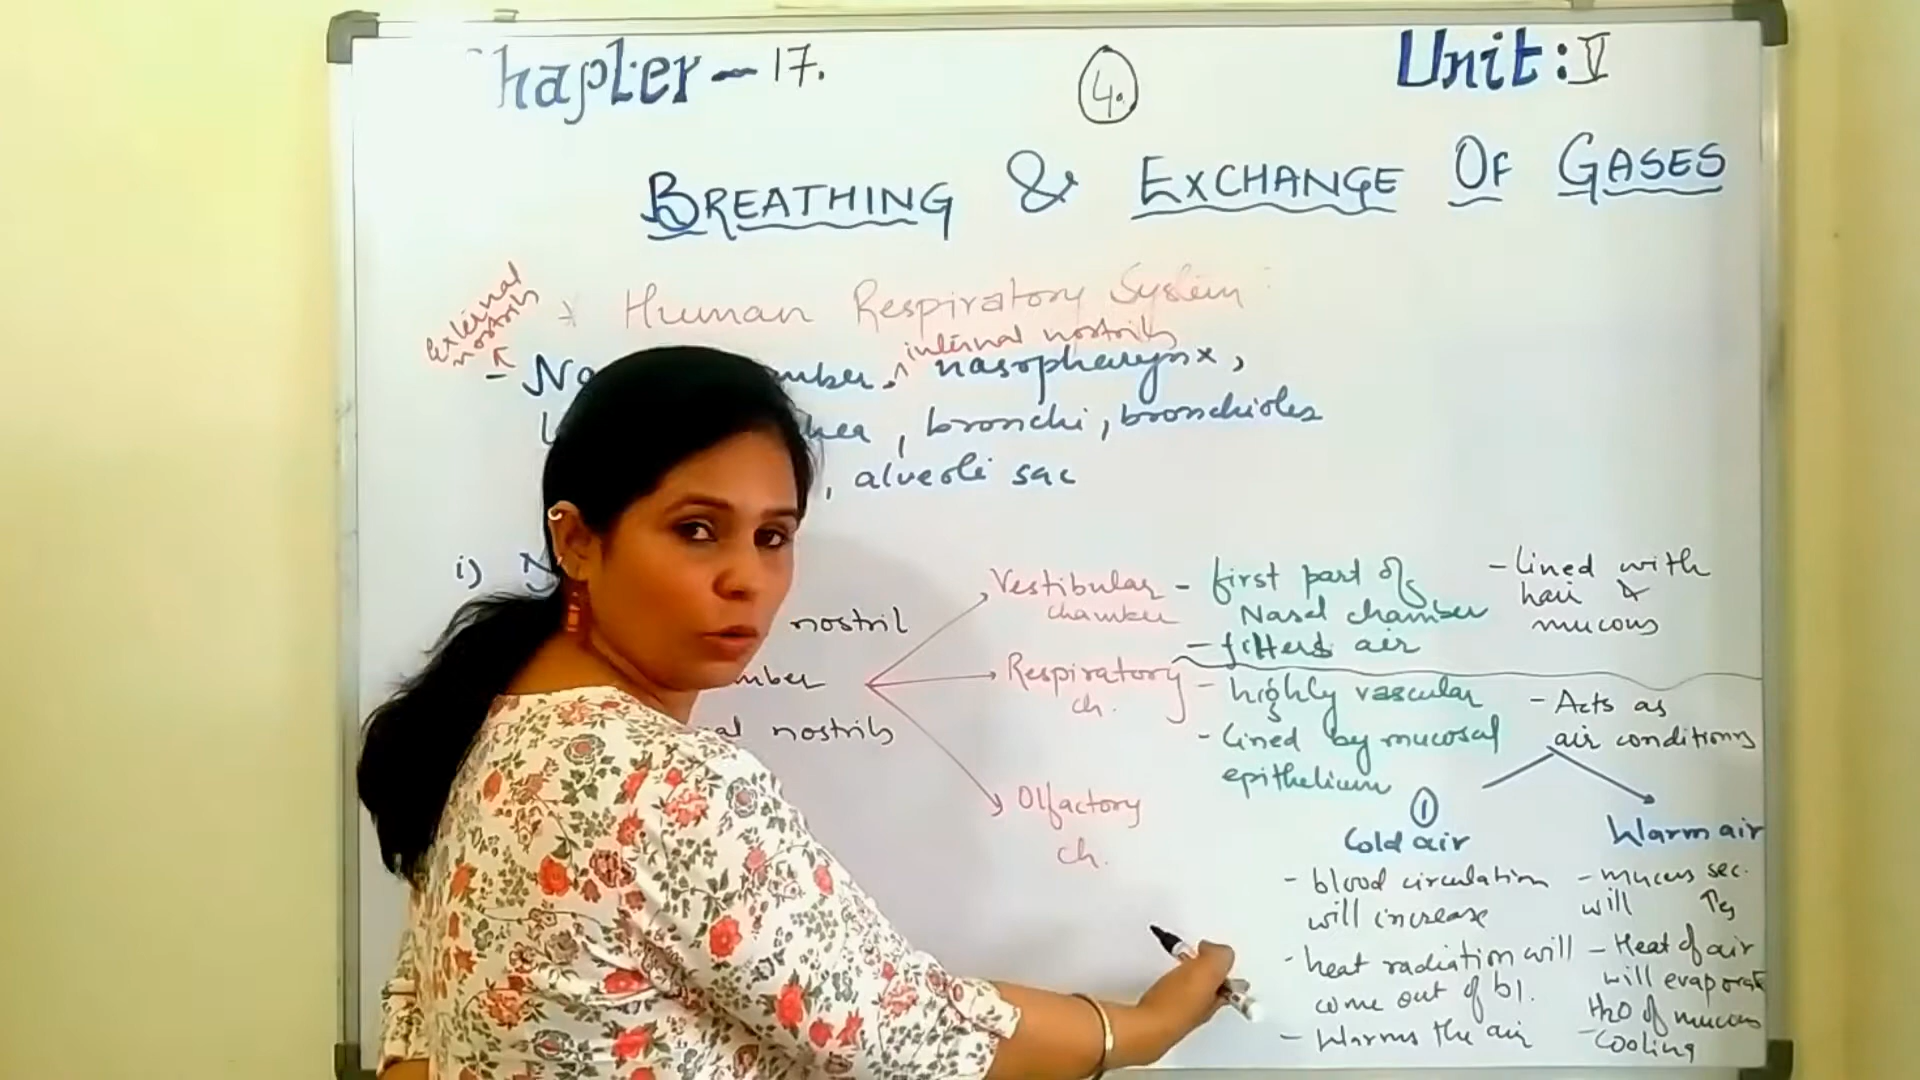 Chapter - 17.
4.
Unit : V
BREATHING & EXCHANGE OF GASES
External nostrils
Human Respiratory System :
internal nostrils
nasopharynx,
, bronchi, bronchioles
, alveoli sac
i)
nostril
nostrils
Vestibular chamber
- first part of Nasal chamber
- filters air
- lined with
hair &
mucous
Respiratory ch.
- highly vascular
- lined by mucosal
epithelium
- Acts as
air conditions
Olfactory
ch.
① Cold air
- blood circulation
will increase
- heat radiation will
come out of bl.
- Warms the air
Warm air
- mucus sec.
will ↑es
- Heat of air
will evaporate
H2O of mucous
- Cooling